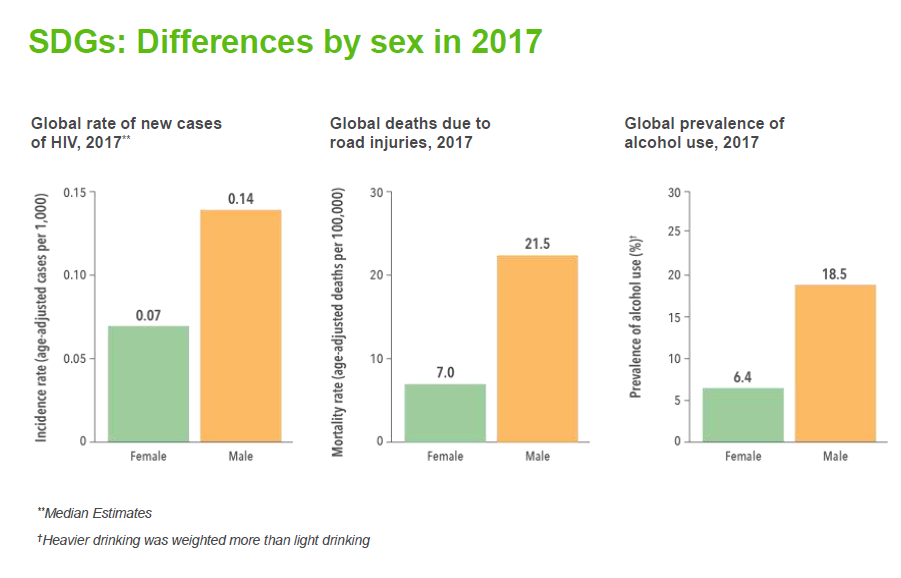 SDGs: Differences by sex in 2017
Global rate of new cases
of HIV, 2017**
Incidence rate (age-adjusted cases per 1,000)
0.15
0.10
0.05
0
0.07
0.14
Female
Male
Global deaths due to
road injuries, 2017
Mortality rate (age-adjusted deaths per 100,000)
30
20
10
0
7.0
21.5
Female
Male
Global prevalence of
alcohol use, 2017
Prevalence of alcohol use (%)†
30
25
20
15
10
5
0
6.4
18.5
Female
Male
**Median Estimates
†Heavier drinking was weighted more than light drinking